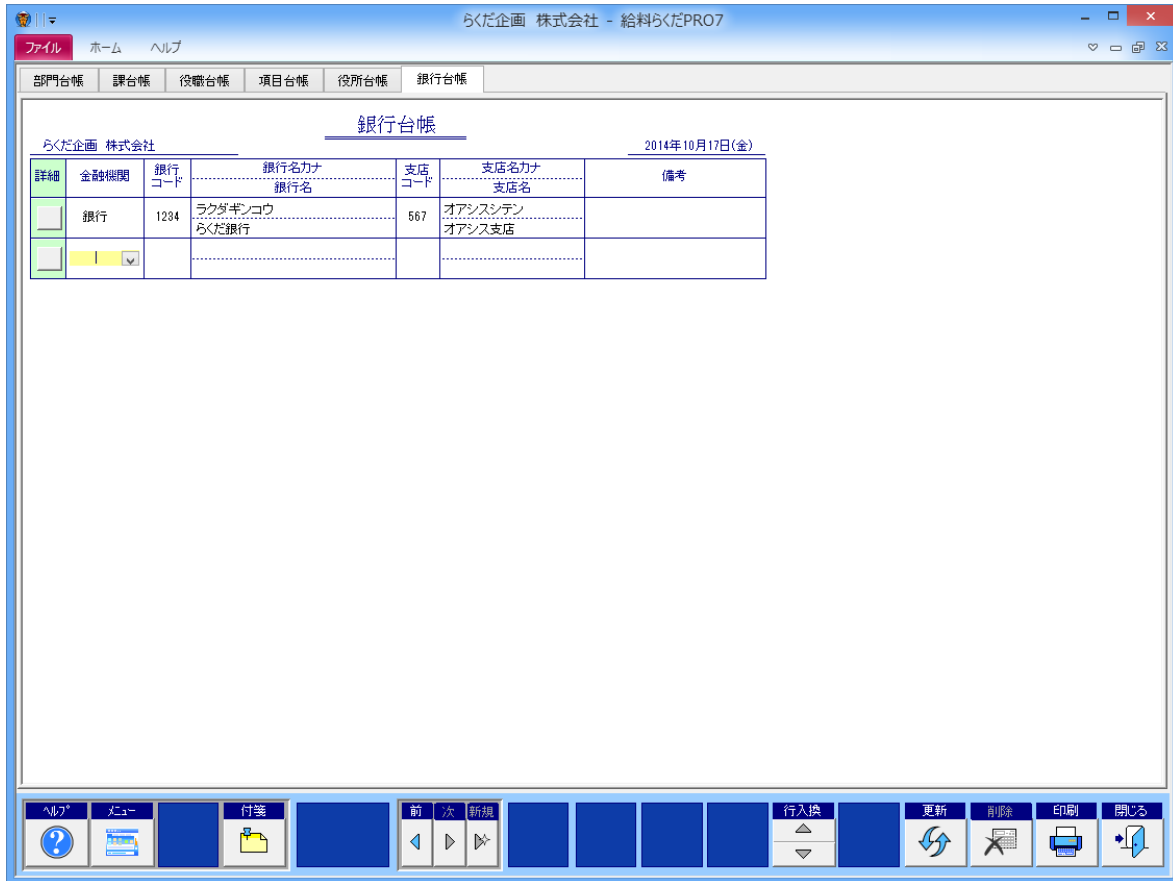 らくだ企画 株式会社 - 給料らくだPRO7
ファイル ホーム ヘルプ
部門台帳 課台帳 役職台帳 項目台帳 役所台帳 銀行台帳
銀行台帳
らくだ企画 株式会社 2014年10月17日(金)
詳細 金融機関 銀行コード 銀行名カナ 支店コード 支店名カナ 備考
銀行名 支店名
銀行 1234 ラクダギンコウ 567 オアシスシテン
らくだ銀行 オアシス支店
ヘルプ メニュー 付箋 前 次 新規 行入換 更新 削除 印刷 閉じる